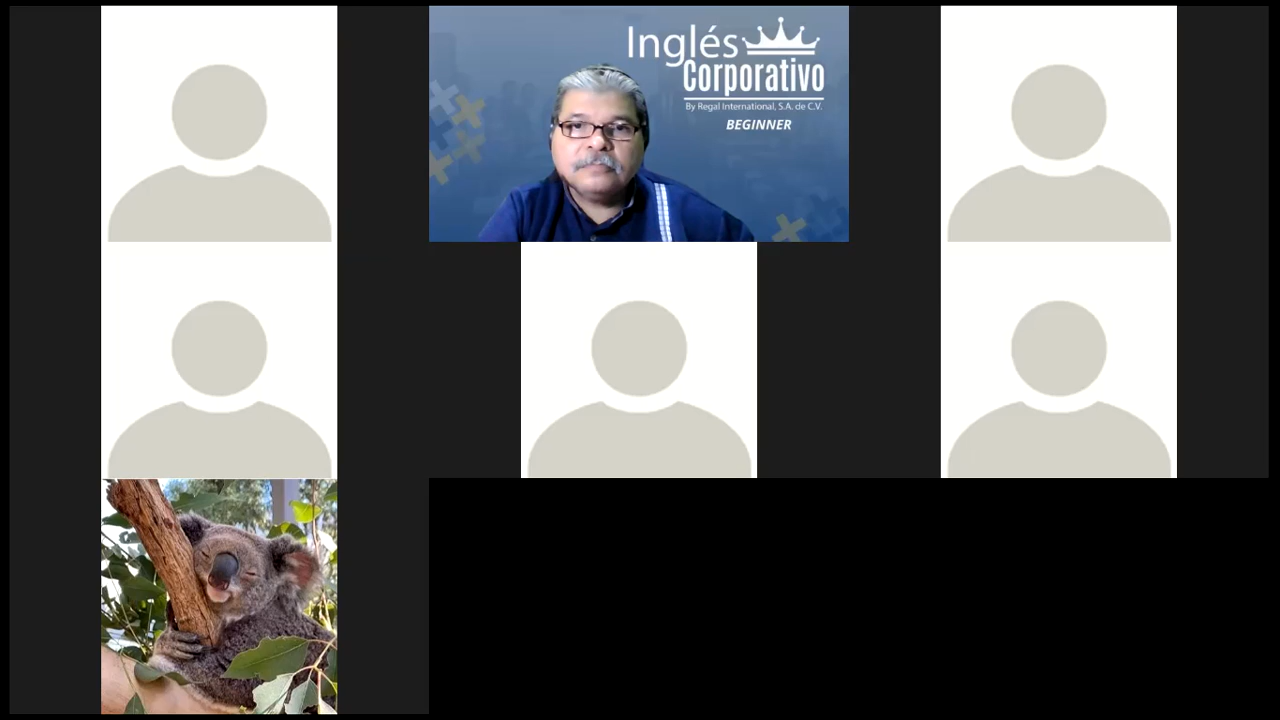 Inglés
Corporativo
By Regal International, S.A. de C.V.
BEGINNER